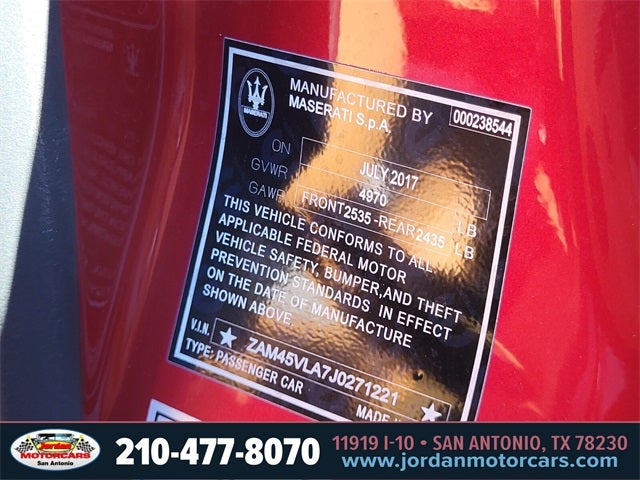 MASERATI
MANUFACTURED BY
MASERATI S.p.A.
000238544
ON JULY 2017
GVWR 4970 LB
GAWR FRONT2535 -REAR2435 LB
THIS VEHICLE CONFORMS TO ALL
APPLICABLE FEDERAL MOTOR
VEHICLE SAFETY, BUMPER,AND THEFT
PREVENTION STANDARDS IN EFFECT
ON THE DATE OF MANUFACTURE
SHOWN ABOVE.
V.I.N. ★ ZAM45VLA7J0271221 ★
TYPE: PASSENGER CAR
MADE
Jordan
MOTORCARS
San Antonio
210-477-8070
11919 I-10 • SAN ANTONIO, TX 78230
www.jordanmotorcars.com